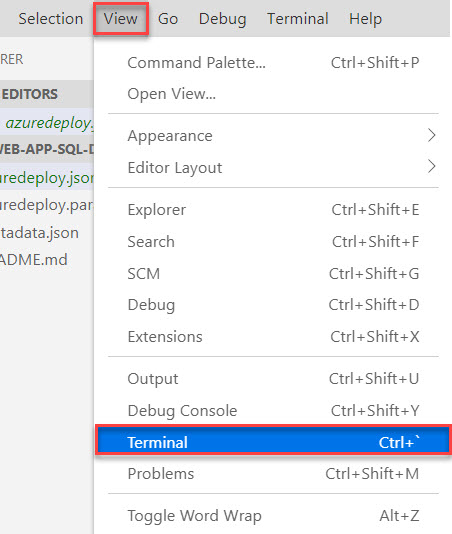 Selection View Go Debug Terminal Help
RER
EDITORS
azuredeploy.j
WEB-APP-SQL-D
uredeploy.json
uredeploy.par
tadata.json
ADME.md
Command Palette... Ctrl+Shift+P
Open View...
Appearance
Editor Layout
Explorer Ctrl+Shift+E
Search Ctrl+Shift+F
SCM Ctrl+Shift+G
Debug Ctrl+Shift+D
Extensions Ctrl+Shift+X
Output Ctrl+Shift+U
Debug Console Ctrl+Shift+Y
Terminal Ctrl+`
Problems Ctrl+Shift+M
Toggle Word Wrap Alt+Z